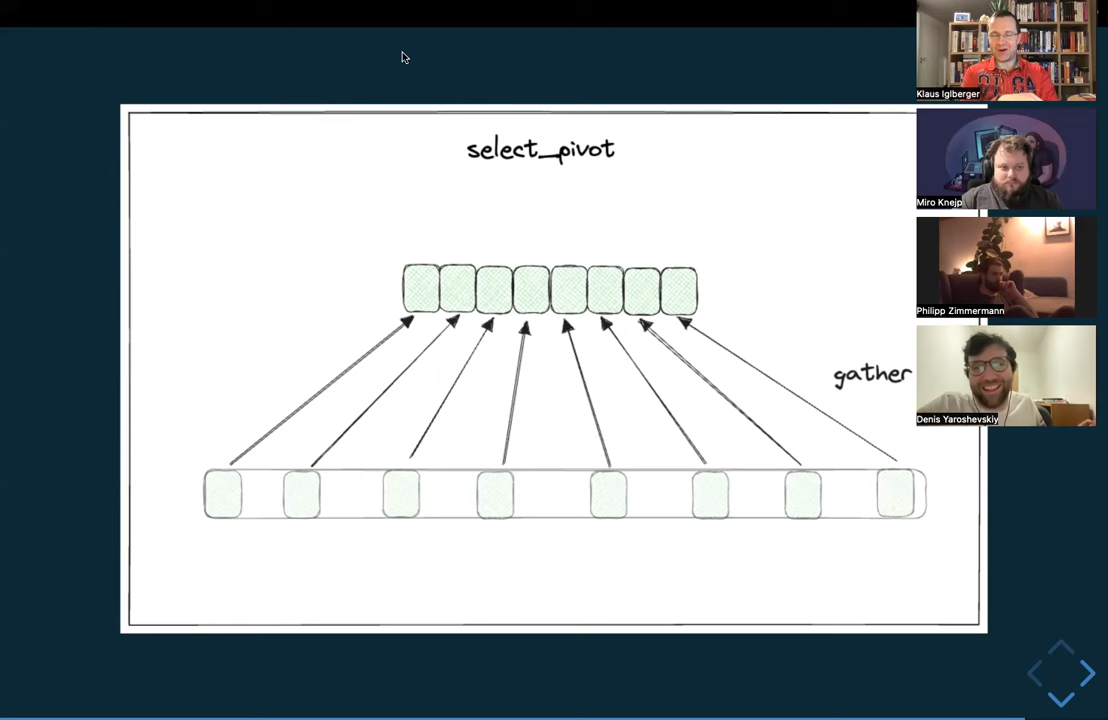 select_pivot
gather
Klaus Iglberger
Miro Knejp
Philipp Zimmermann
Denis Yaroshevskiy